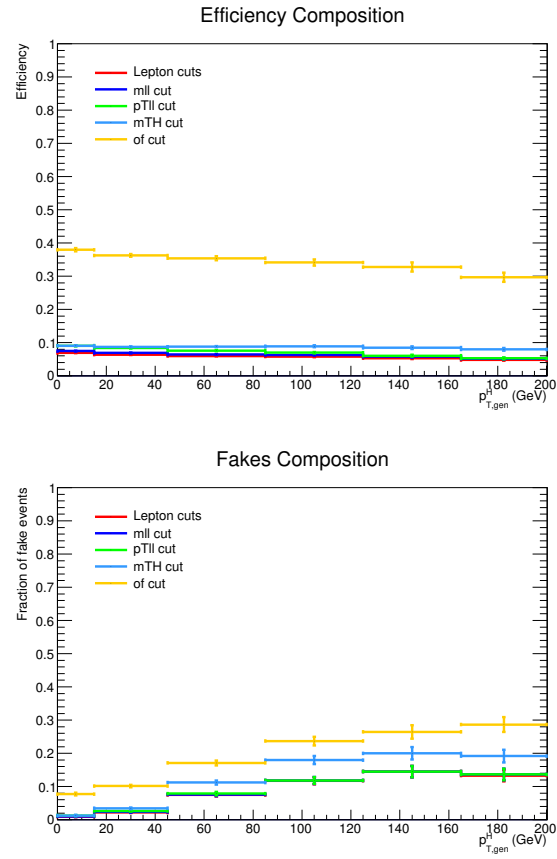 Efficiency Composition
Efficiency
1
0.9
0.8
0.7
0.6
0.5
0.4
0.3
0.2
0.1
0
Lepton cuts
mll cut
pTll cut
mTH cut
of cut
0 20 40 60 80 100 120 140 160 180 200
p^H_T,gen (GeV)
Fakes Composition
Fraction of fake events
1
0.9
0.8
0.7
0.6
0.5
0.4
0.3
0.2
0.1
0
Lepton cuts
mll cut
pTll cut
mTH cut
of cut
0 20 40 60 80 100 120 140 160 180 200
p^H_T,gen (GeV)